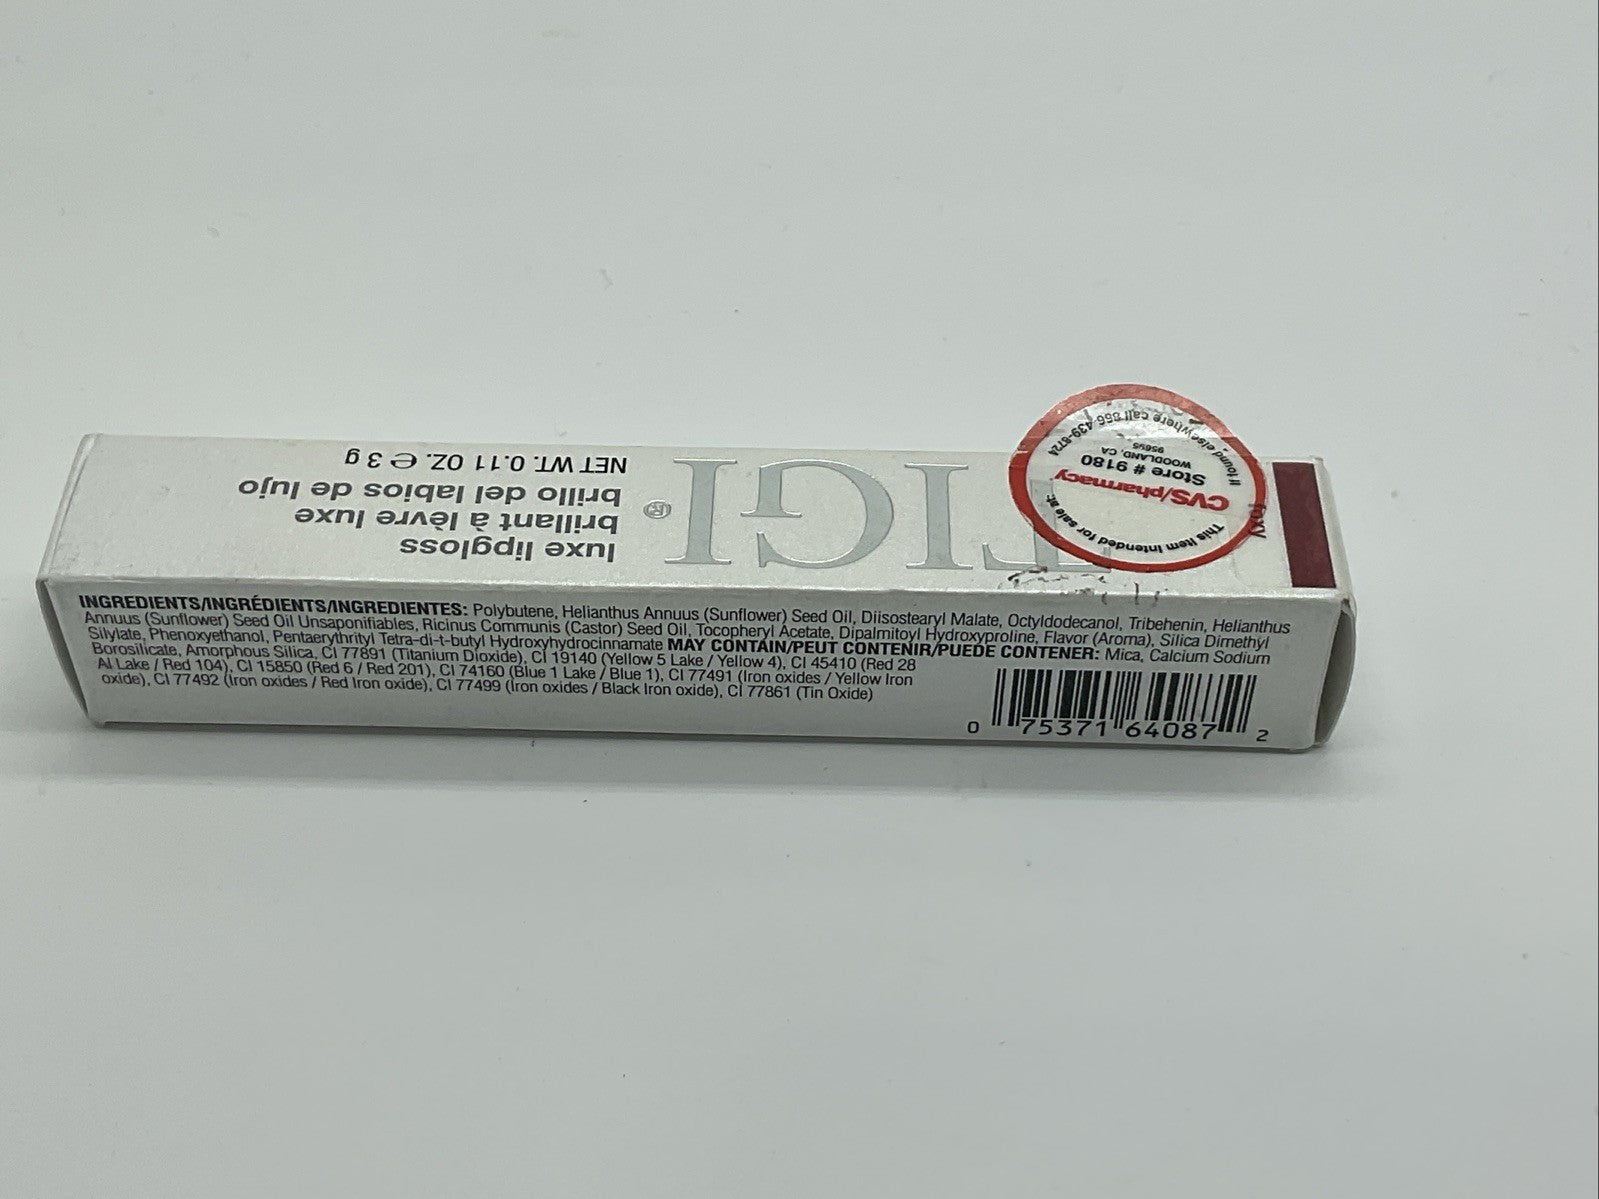 TIGI®
luxe lipgloss
brillant à lèvre luxe
brillo del labios de lujo
NET WT. 0.11 OZ. ℮ 3 g
foxy
This item intended for sale at:
CVS/pharmacy
Store # 9180
WOODLAND, CA
95695
If found elsewhere call 866-439-6724
INGREDIENTS/INGRÉDIENTS/INGREDIENTES: Polybutene, Helianthus Annuus (Sunflower) Seed Oil, Diisostearyl Malate, Octyldodecanol, Tribehenin, Helianthus
Annuus (Sunflower) Seed Oil Unsaponifiables, Ricinus Communis (Castor) Seed Oil, Tocopheryl Acetate, Dipalmitoyl Hydroxyproline, Flavor (Aroma), Silica Dimethyl
Silylate, Phenoxyethanol, Pentaerythrityl Tetra-di-t-butyl Hydroxyhydrocinnamate MAY CONTAIN/PEUT CONTENIR/PUEDE CONTENER: Mica, Calcium Sodium
Borosilicate, Amorphous Silica, CI 77891 (Titanium Dioxide), CI 19140 (Yellow 5 Lake / Yellow 4), CI 45410 (Red 28
Al Lake / Red 104), CI 15850 (Red 6 / Red 201), CI 74160 (Blue 1 Lake / Blue 1), CI 77491 (Iron oxides / Yellow Iron
oxide), CI 77492 (Iron oxides / Red Iron oxide), CI 77499 (Iron oxides / Black Iron oxide), CI 77861 (Tin Oxide)
0 75371 64087 2